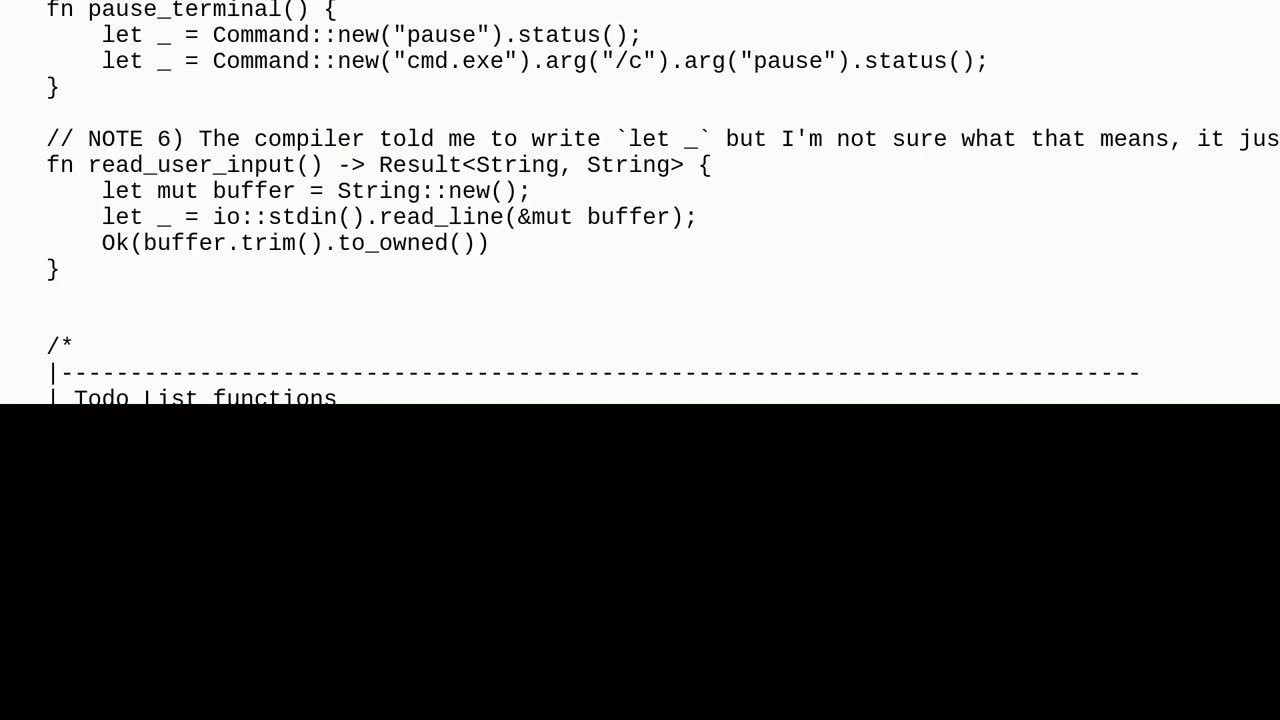 fn pause_terminal() {
    let _ = Command::new("pause").status();
    let _ = Command::new("cmd.exe").arg("/c").arg("pause").status();
}
// NOTE 6) The compiler told me to write `let _` but I'm not sure what that means, it jus
fn read_user_input() -> Result<String, String> {
    let mut buffer = String::new();
    let _ = io::stdin().read_line(&mut buffer);
    Ok(buffer.trim().to_owned())
}
/*
|------------------------------------------------------------------------------
| Todo List functions